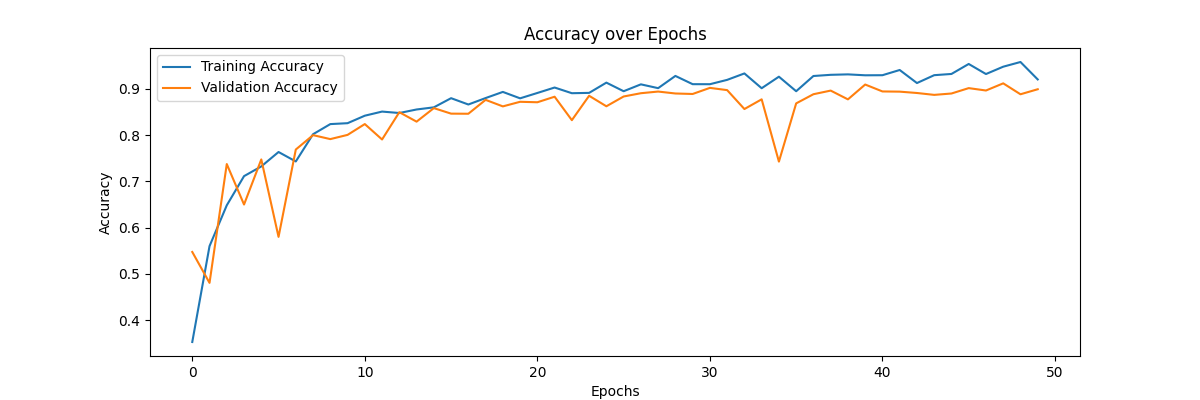 Accuracy over Epochs
Training Accuracy
Validation Accuracy
Accuracy
0.9
0.8
0.7
0.6
0.5
0.4
0 10 20 30 40 50
Epochs